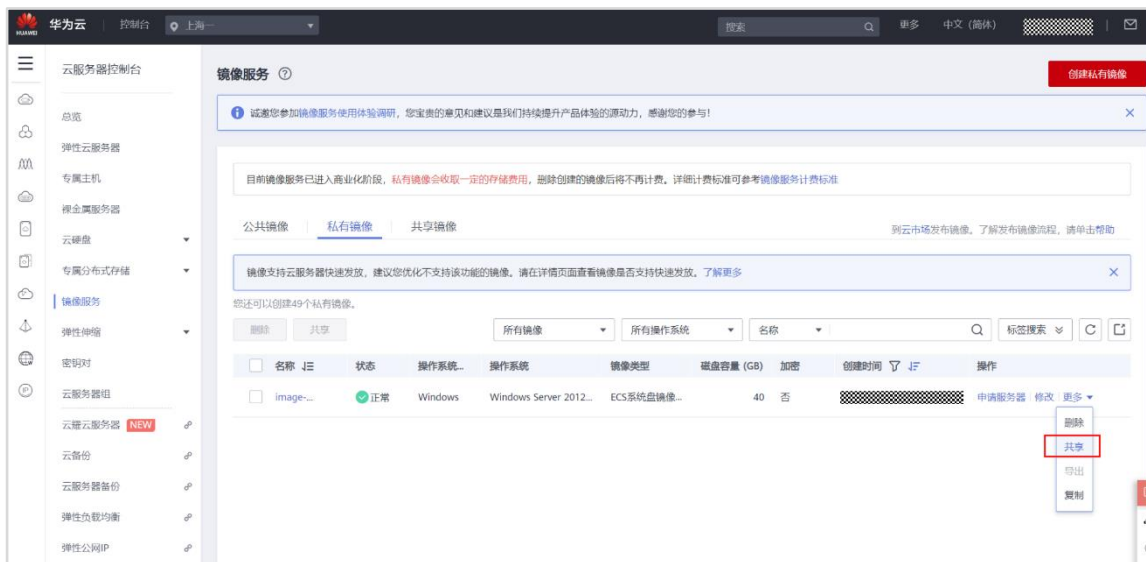 HUAWEI
华为云
控制台
上海一
搜索
更多
中文 (简体)
云服务器控制台
总览
弹性云服务器
专属主机
裸金属服务器
云硬盘
专属分布式存储
镜像服务
弹性伸缩
密钥对
云服务器组
云耀云服务器 NEW
云备份
云服务器备份
弹性负载均衡
弹性公网IP
镜像服务
创建私有镜像
诚邀您参加镜像服务使用体验调研，您宝贵的意见和建议是我们持续提升产品体验的源动力，感谢您的参与！
目前镜像服务已进入商业化阶段，私有镜像会收取一定的存储费用，删除创建的镜像后将不再计费。详细计费标准可参考镜像服务计费标准
公共镜像 私有镜像 共享镜像
到云市场发布镜像。了解发布镜像流程，请单击帮助
镜像支持云服务器快速发放，建议您优化不支持该功能的镜像。请在详情页面查看镜像是否支持快速发放。了解更多
您还可以创建49个私有镜像。
删除 共享 所有镜像 所有操作系统 名称 标签搜索
名称 状态 操作系统... 操作系统 镜像类型 磁盘容量 (GB) 加密 创建时间 操作
image-... 正常 Windows Windows Server 2012... ECS系统盘镜像... 40 否 申请服务器 修改 更多
删除
共享
导出
复制